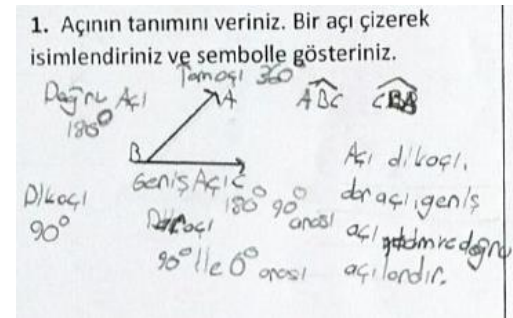 1. Açının tanımını veriniz. Bir açı çizerek
isimlendiriniz ve sembolle gösteriniz.
Tamaçı 360
Doğru Açı
180°
A
ABC CBA
B
C
Dikaçı
90°
Geniş Açı
180° 90°
arası
Daraçı
90° ile 0° arası
Açı dikaçı,
dar açı, geniş
açı ve doğru
açılardır.